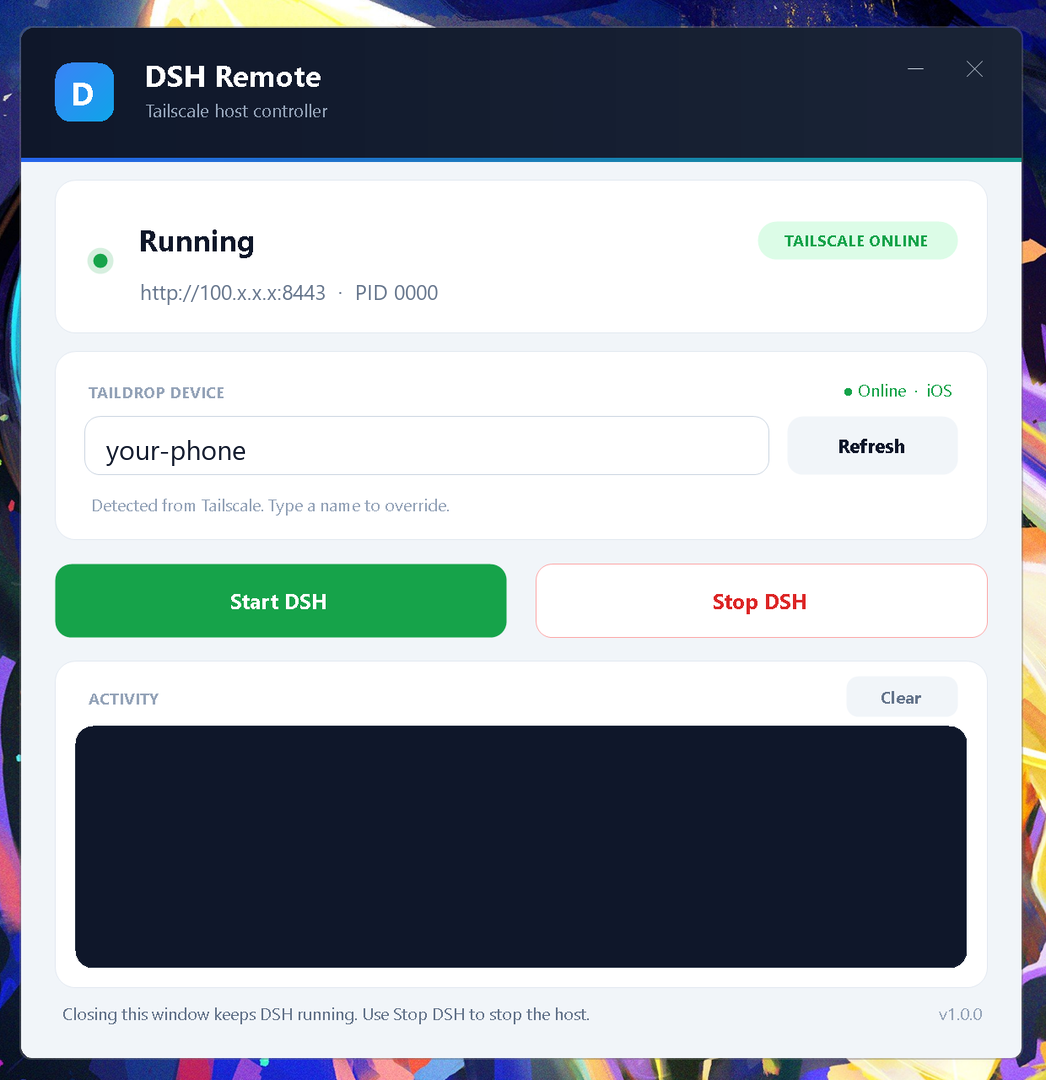 D
DSH Remote
Tailscale host controller
Running
TAILSCALE ONLINE
http://100.x.x.x:8443 · PID 0000
TAILDROP DEVICE
Online · iOS
your-phone
Refresh
Detected from Tailscale. Type a name to override.
Start DSH
Stop DSH
ACTIVITY
Clear
Closing this window keeps DSH running. Use Stop DSH to stop the host.
v1.0.0